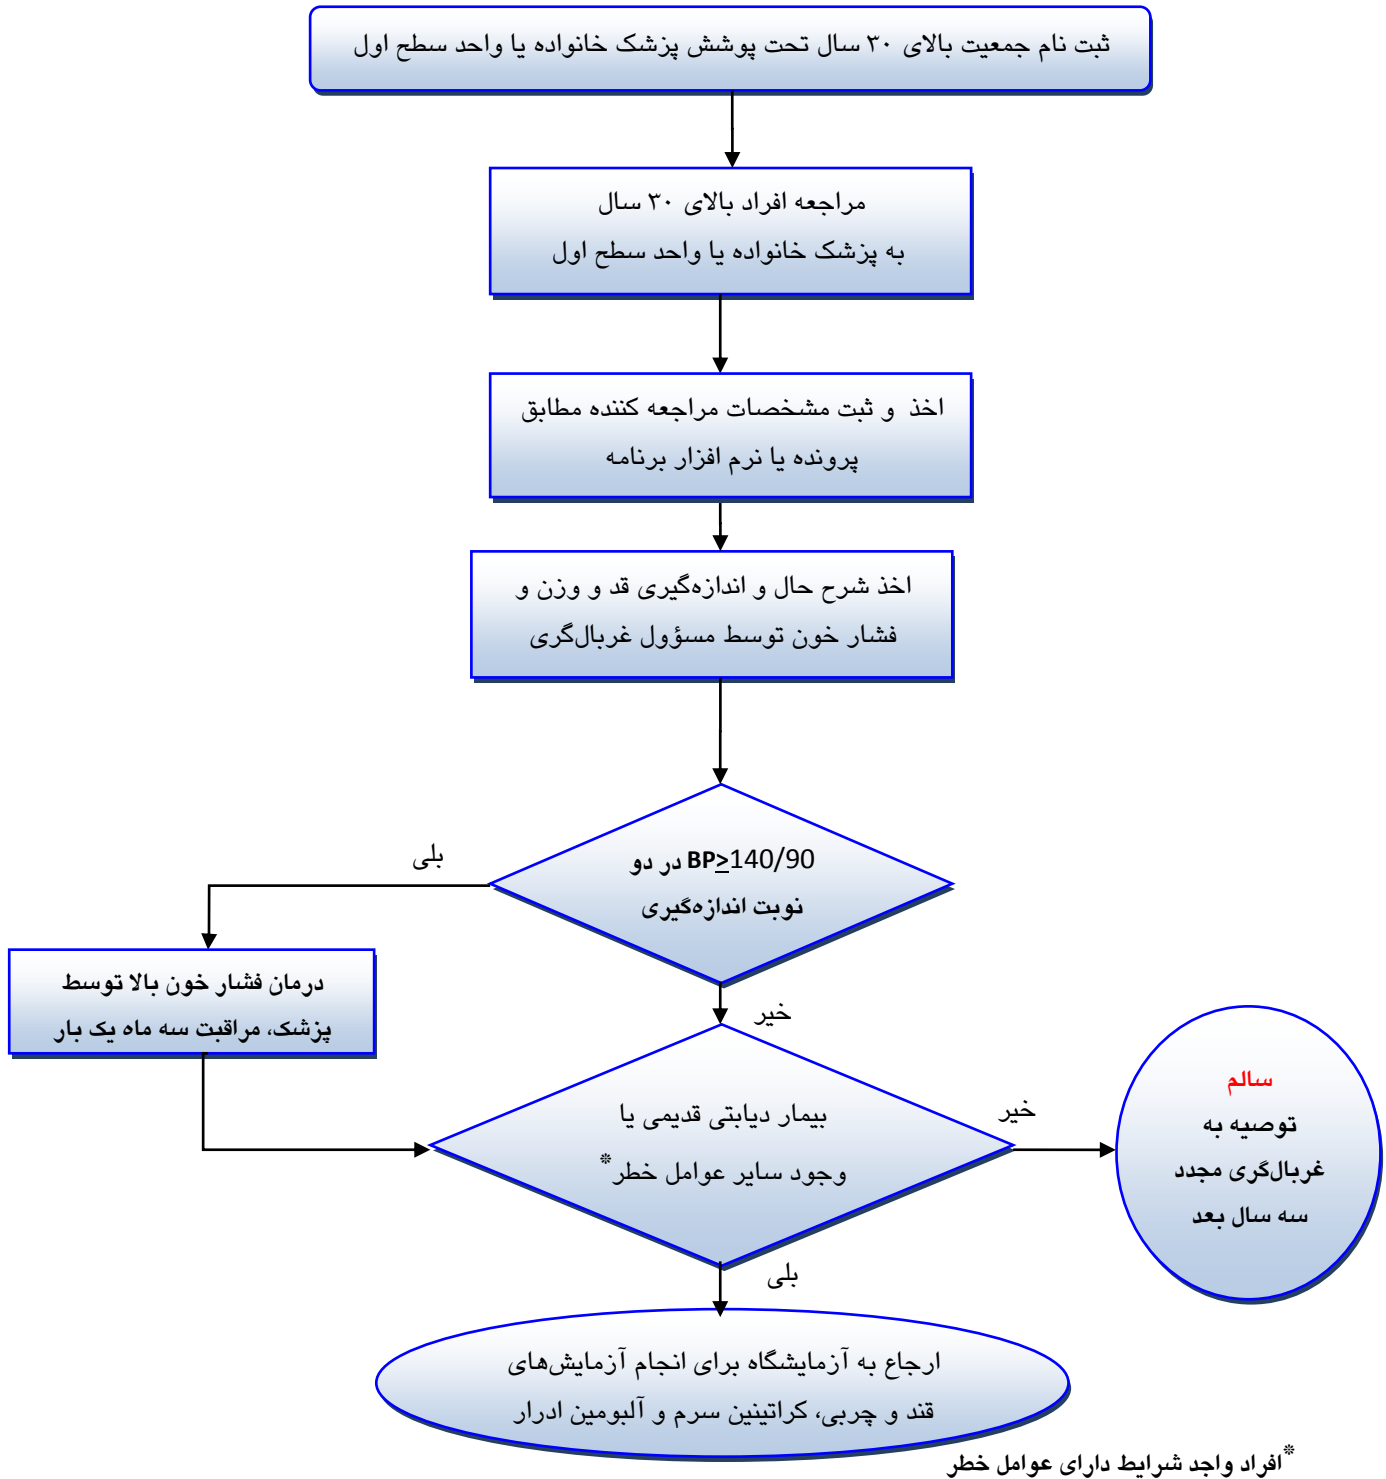 ثبت نام جمعیت بالای ۳۰ سال تحت پوشش پزشک خانواده یا واحد سطح اول
مراجعه افراد بالای ۳۰ سال
به پزشک خانواده یا واحد سطح اول
اخذ و ثبت مشخصات مراجعه کننده مطابق
پرونده یا نرم افزار برنامه
اخذ شرح حال و اندازه‌گیری قد و وزن و
فشار خون توسط مسؤول غربال‌گری
BP≥140/90 در دو
نوبت اندازه‌گیری
بلی
درمان فشار خون بالا توسط
پزشک، مراقبت سه ماه یک بار
خیر
بیمار دیابتی قدیمی یا
وجود سایر عوامل خطر*
خیر
سالم
توصیه به
غربال‌گری مجدد
سه سال بعد
بلی
ارجاع به آزمایشگاه برای انجام آزمایش‌های
قند و چربی، کراتینین سرم و آلبومین ادرار
*افراد واجد شرایط دارای عوامل خطر